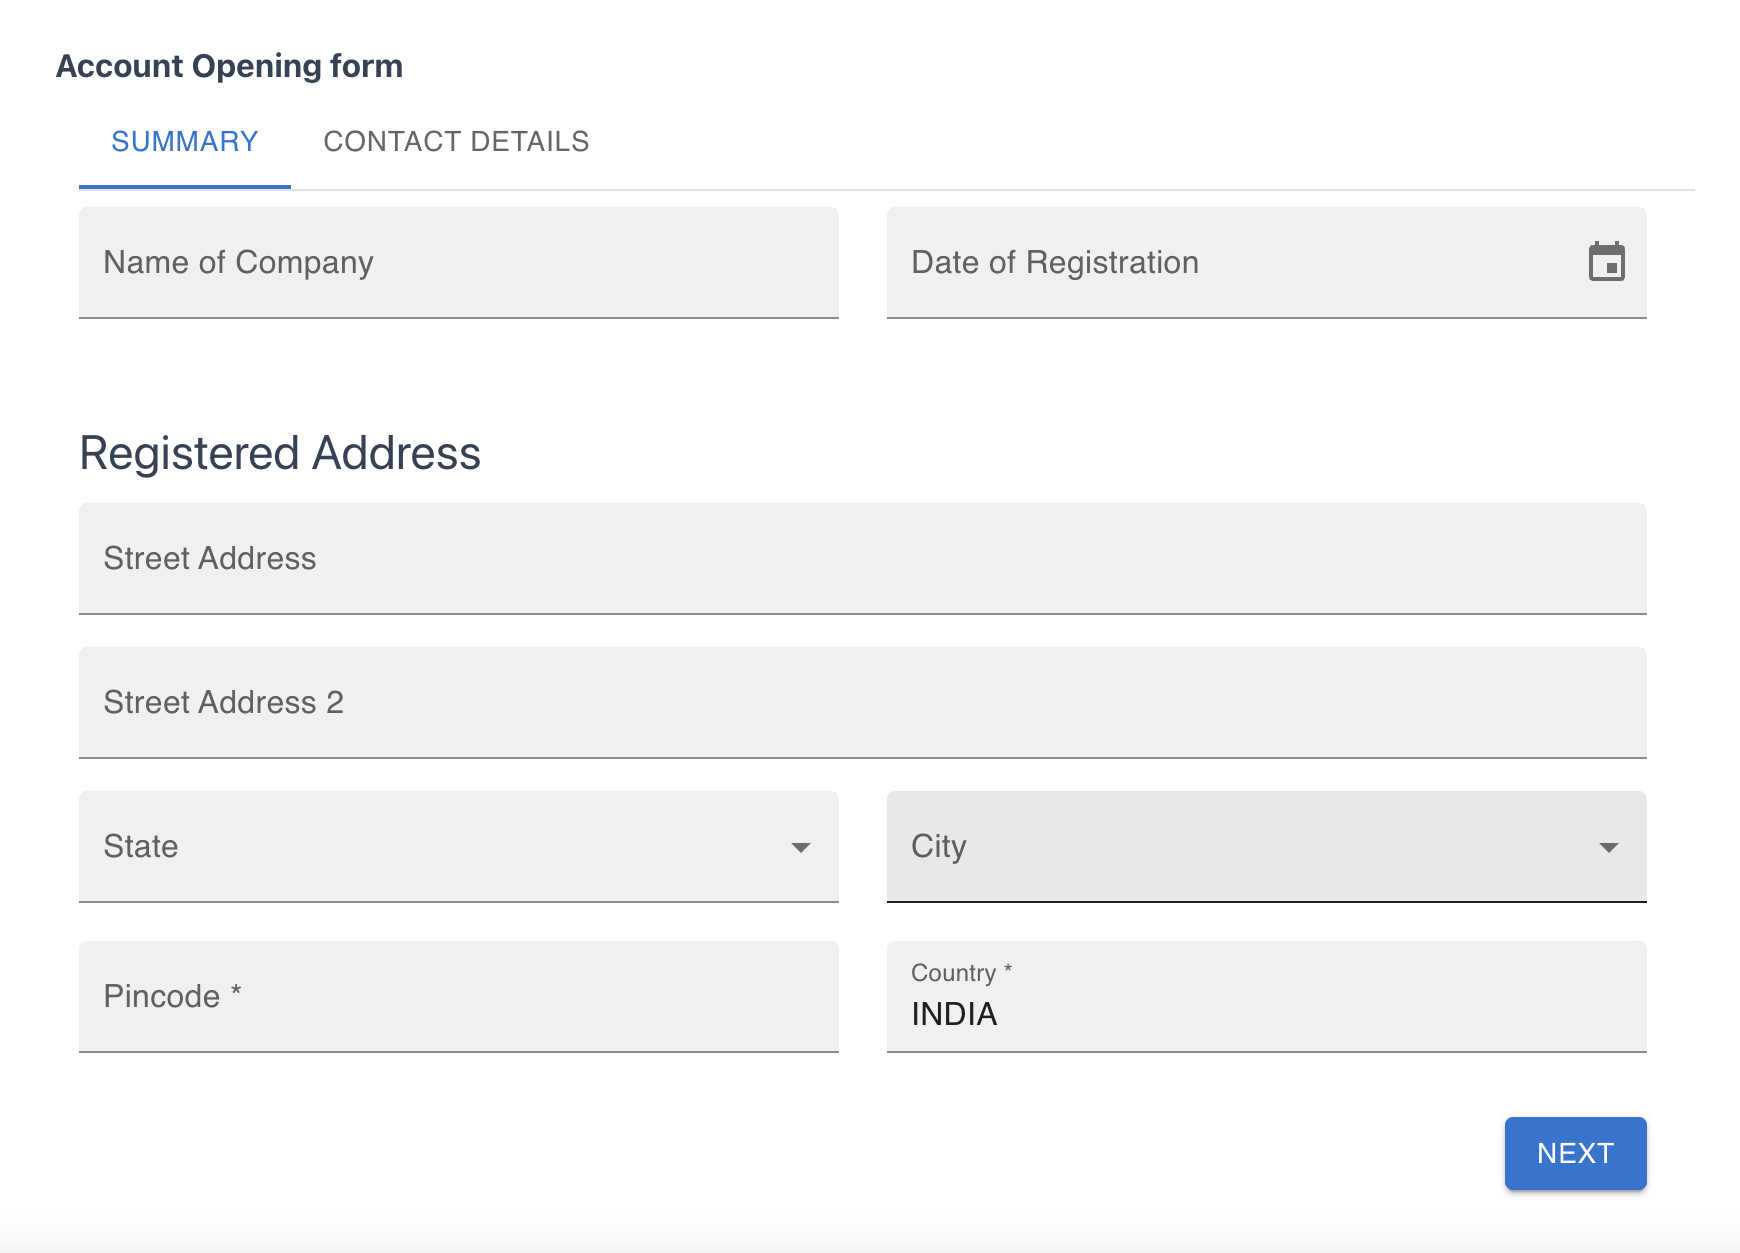 Account Opening form
SUMMARY CONTACT DETAILS
Name of Company Date of Registration
Registered Address
Street Address
Street Address 2
State City
Pincode * Country *
INDIA
NEXT